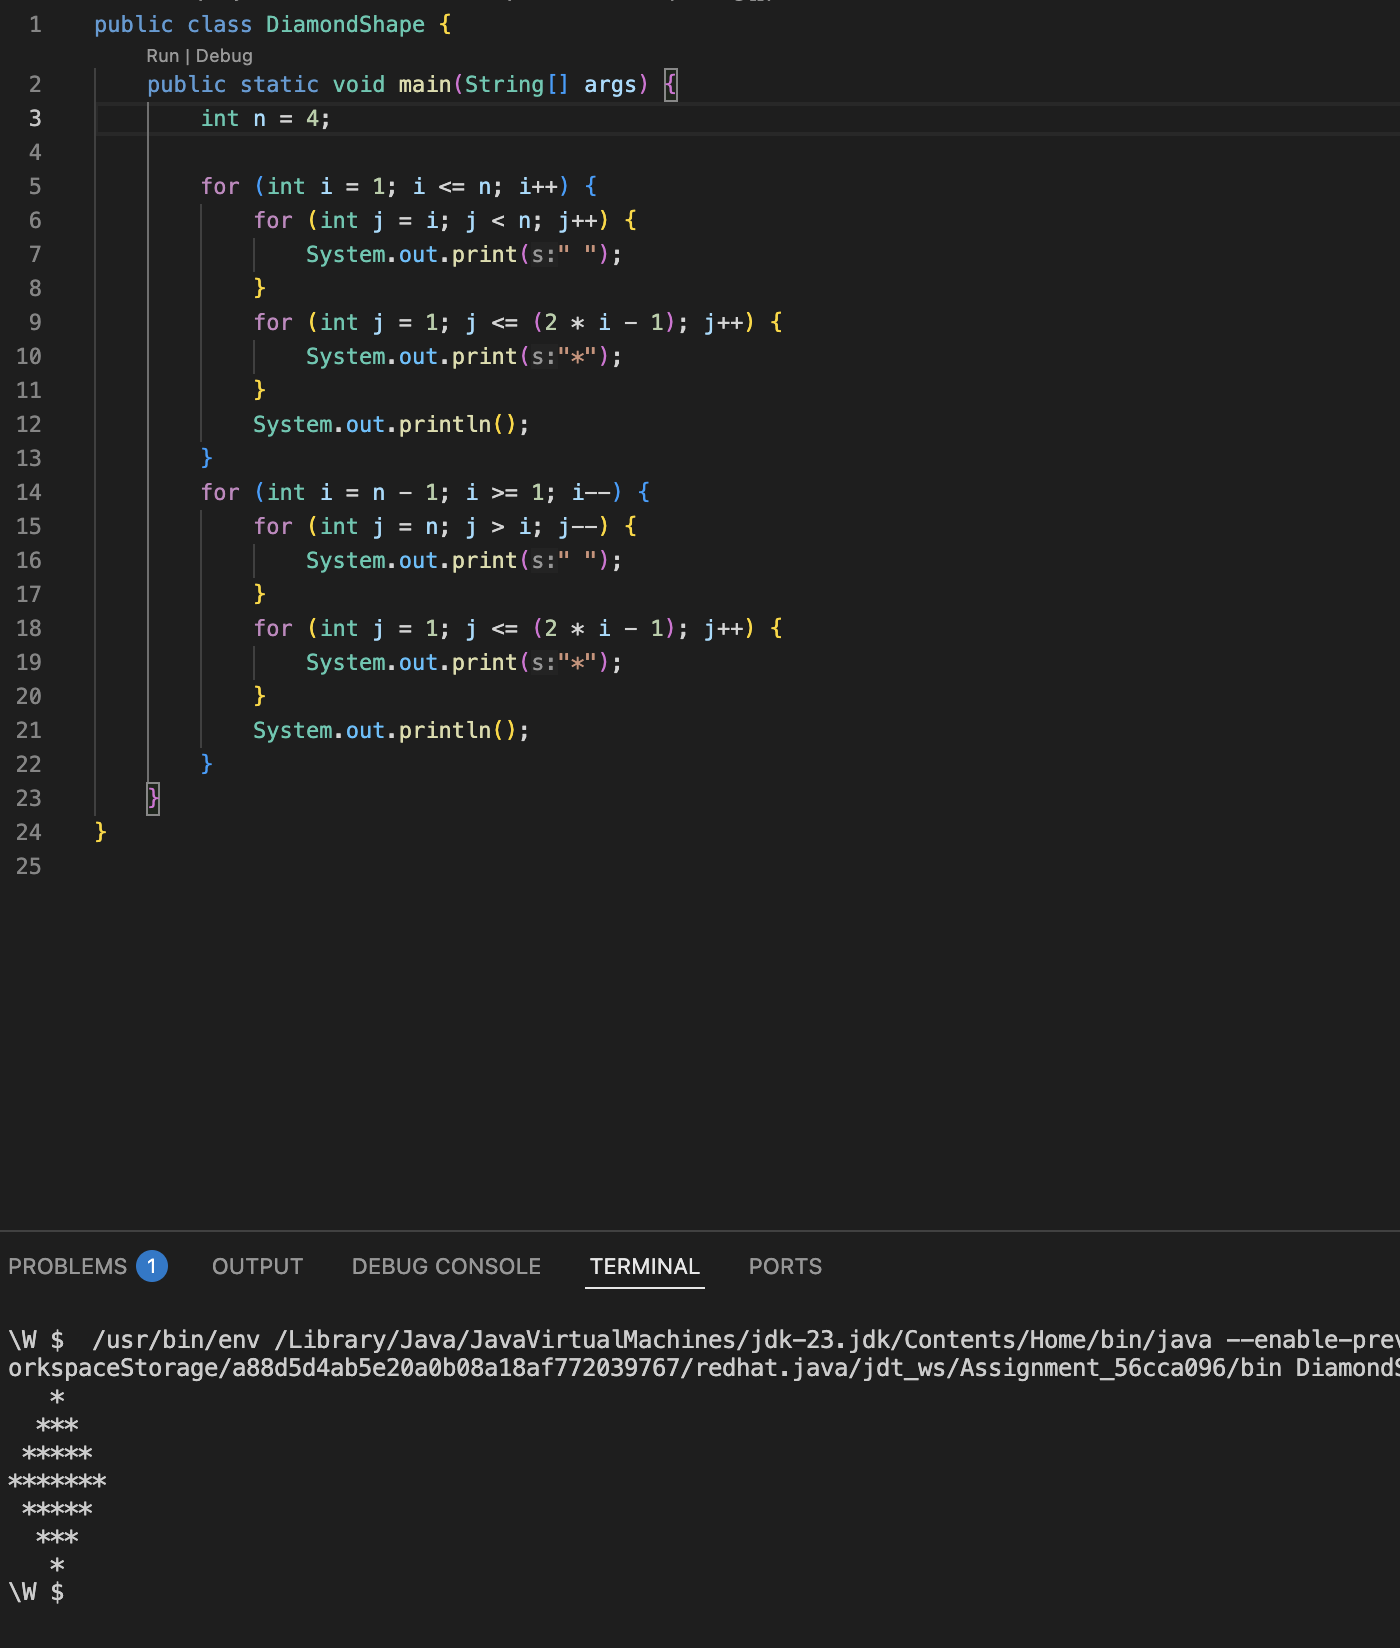 1 public class DiamondShape {
Run | Debug
2 public static void main(String[] args) {
3 int n = 4;
4
5 for (int i = 1; i <= n; i++) {
6 for (int j = i; j < n; j++) {
7 System.out.print(s:" ");
8 }
9 for (int j = 1; j <= (2 * i - 1); j++) {
10 System.out.print(s:"*");
11 }
12 System.out.println();
13 }
14 for (int i = n - 1; i >= 1; i--) {
15 for (int j = n; j > i; j--) {
16 System.out.print(s:" ");
17 }
18 for (int j = 1; j <= (2 * i - 1); j++) {
19 System.out.print(s:"*");
20 }
21 System.out.println();
22 }
23 }
24 }
25
PROBLEMS 1 OUTPUT DEBUG CONSOLE TERMINAL PORTS
\W $  /usr/bin/env /Library/Java/JavaVirtualMachines/jdk-23.jdk/Contents/Home/bin/java --enable-prev
orkspaceStorage/a88d5d4ab5e20a0b08a18af772039767/redhat.java/jdt_ws/Assignment_56cca096/bin DiamondS
   *
  ***
 *****
*******
 *****
  ***
   *
\W $